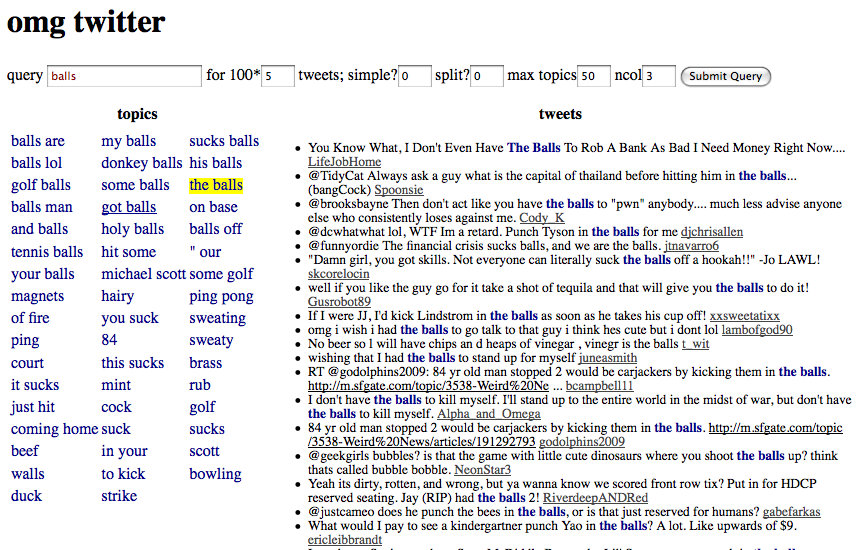 omg twitter
query balls for 100* 5 tweets; simple? 0 split? 0 max topics 50 ncol 3 Submit Query
topics
balls are my balls sucks balls
balls lol donkey balls his balls
golf balls some balls the balls
balls man got balls on base
and balls holy balls balls off
tennis balls hit some " our
your balls michael scott some golf
magnets hairy ping pong
of fire you suck sweating
ping 84 sweaty
court this sucks brass
it sucks mint rub
just hit cock golf
coming home suck sucks
beef in your scott
walls to kick bowling
duck strike
tweets
You Know What, I Don't Even Have The Balls To Rob A Bank As Bad I Need Money Right Now....
LifeJobHome
@TidyCat Always ask a guy what is the capital of thailand before hitting him in the balls...
(bangCock) Spoonsie
@brooksbayne Then don't act like you have the balls to "pwn" anybody.... much less advise anyone
else who consistently loses against me. Cody_K
@dcwhatwhat lol, WTF Im a retard. Punch Tyson in the balls for me djchrisallen
@funnyordie The financial crisis sucks balls, and we are the balls. jtnavarro6
"Damn girl, you got skills. Not everyone can literally suck the balls off a hookah!!" -Jo LAWL!
skcorelocin
well if you like the guy go for it take a shot of tequila and that will give you the balls to do it!
Gusrobot89
If I were JJ, I'd kick Lindstrom in the balls as soon as he takes his cup off! xxsweetatixx
omg i wish i had the balls to go talk to that guy i think hes cute but i dont lol lambofgod90
No beer so l will have chips an d heaps of vinegar , vinegr is the balls t_wit
wishing that I had the balls to stand up for myself juneasmith
RT @godolphins2009: 84 yr old man stopped 2 would be carjackers by kicking them in the balls.
http://m.sfgate.com/topic/3538-Weird%20Ne ... bcampbell11
I don't have the balls to kill myself. I'll stand up to the entire world in the midst of war, but don't have
the balls to kill myself. Alpha_and_Omega
84 yr old man stopped 2 would be carjackers by kicking them in the balls. http://m.sfgate.com/topic
/3538-Weird%20News/articles/191292793 godolphins2009
@geekgirls bubbles? is that the game with little cute dinosaurs where you shoot the balls up? think
thats called bubble bobble. NeonStar3
Yeah its dirty, rotten, and wrong, but ya wanna know we scored front row tix? Put in for HDCP
reserved seating. Jay (RIP) had the balls 2! RiverdeepANDRed
@justcameo does he punch the bees in the balls, or is that just reserved for humans? gabefarkas
What would I pay to see a kindergartner punch Yao in the balls? A lot. Like upwards of $9.
ericleibbrandt